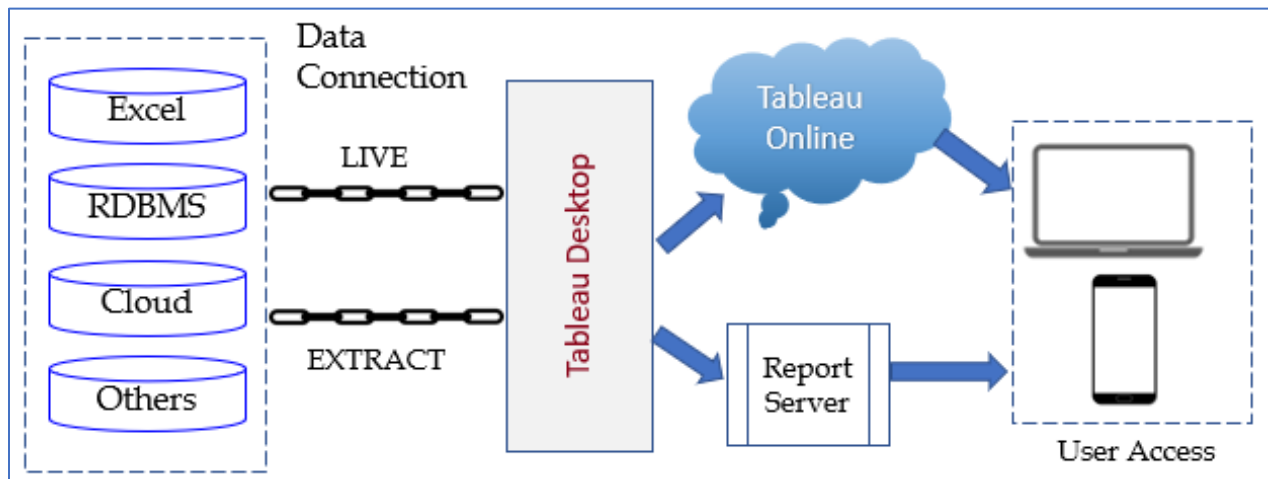 Data
Connection
Excel
RDBMS
Cloud
Others
LIVE
EXTRACT
Tableau Desktop
Tableau
Online
Report
Server
User Access